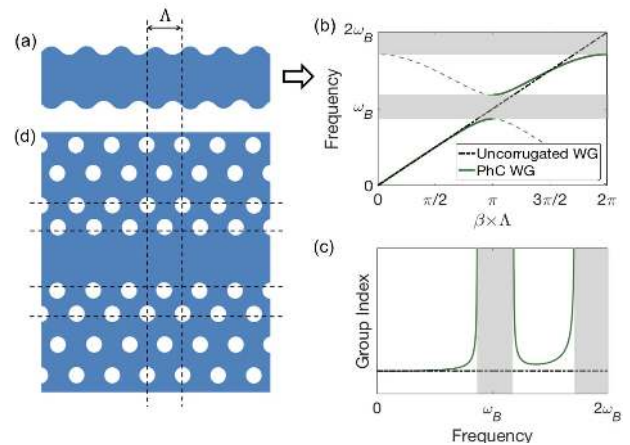 Λ
(a)
(b)
2ω_B
ω_B
0
Frequency
Uncorrugated WG
PhC WG
π/2
π
3π/2
2π
β×Λ
(d)
(c)
Group Index
0
ω_B
2ω_B
Frequency